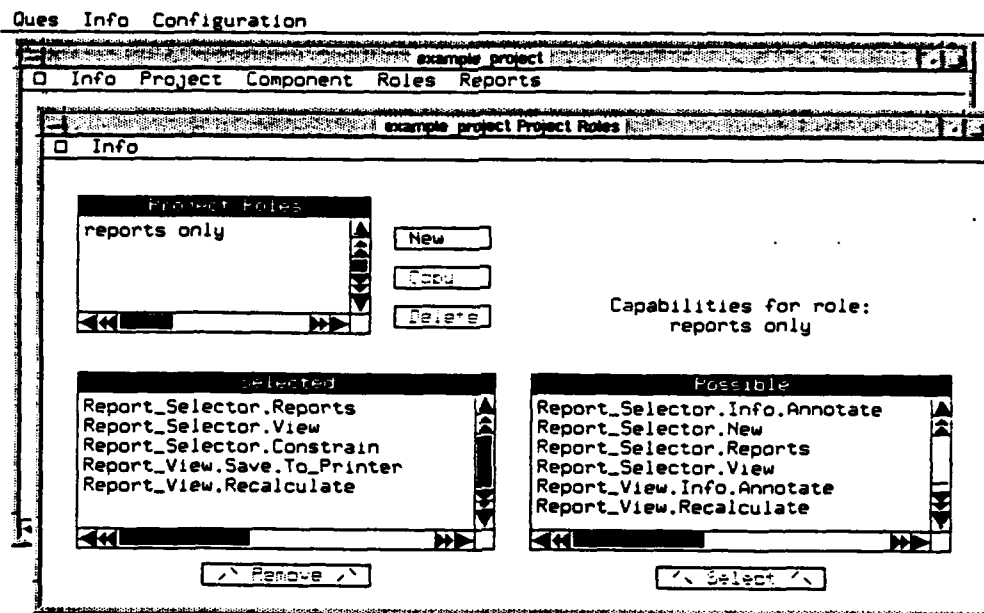 Ques Info Configuration
example project
Info Project Component Roles Reports
example project Project Roles
Info
Project Roles
reports only
New
Copy
Delete
Capabilities for role:
reports only
Selected
Report_Selector.Reports
Report_Selector.View
Report_Selector.Constrain
Report_View.Save.To_Printer
Report_View.Recalculate
Remove
Possible
Report_Selector.Info.Annotate
Report_Selector.New
Report_Selector.Reports
Report_Selector.View
Report_View.Info.Annotate
Report_View.Recalculate
Select